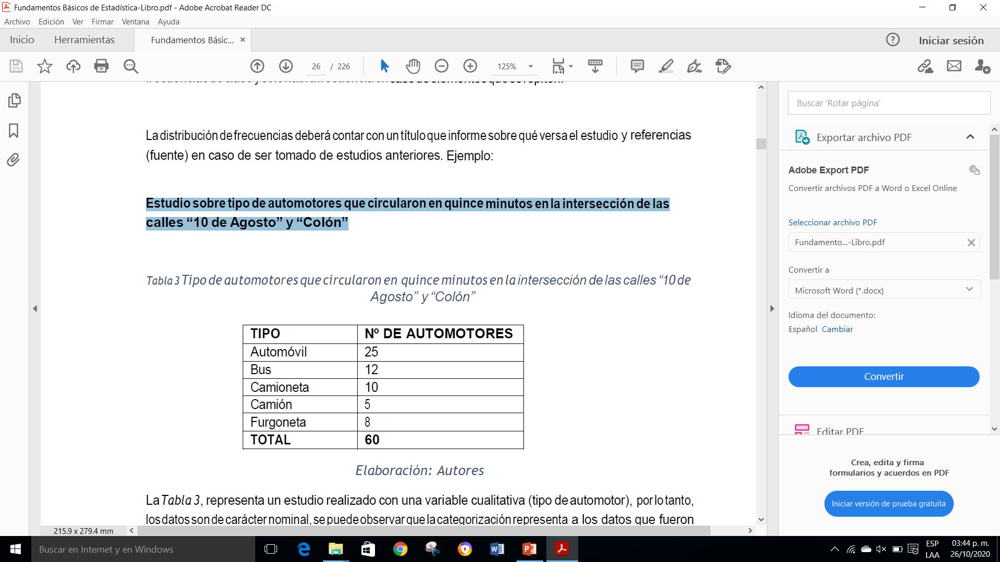 Fundamentos Básicos de Estadística-Libro.pdf - Adobe Acrobat Reader DC
Archivo Edición Ver Firmar Ventana Ayuda
Inicio Herramientas Fundamentos Básic... × Iniciar sesión
26 / 226 125%
La distribución de frecuencias deberá contar con un título que informe sobre qué versa el estudio y referencias
(fuente) en caso de ser tomado de estudios anteriores. Ejemplo:
Estudio sobre tipo de automotores que circularon en quince minutos en la intersección de las
calles “10 de Agosto” y “Colón”
Tabla 3 Tipo de automotores que circularon en quince minutos en la intersección de las calles “10 de
Agosto” y “Colón”
TIPO Nº DE AUTOMOTORES
Automóvil 25
Bus 12
Camioneta 10
Camión 5
Furgoneta 8
TOTAL 60
Elaboración: Autores
La Tabla 3, representa un estudio realizado con una variable cualitativa (tipo de automotor), por lo tanto,
los datos son de carácter nominal, se puede observar que la categorización representa a los datos que fueron
215.9 x 279.4 mm
Buscar 'Rotar página'
Exportar archivo PDF
Adobe Export PDF
Convertir archivos PDF a Word o Excel Online
Seleccionar archivo PDF
Fundamento...-Libro.pdf
Convertir a
Microsoft Word (*.docx)
Idioma del documento:
Español Cambiar
Convertir
Editar PDF
Crea, edita y firma
formularios y acuerdos en PDF
Iniciar versión de prueba gratuita
Buscar en Internet y en Windows
ESP
LAA
03:44 p. m.
26/10/2020